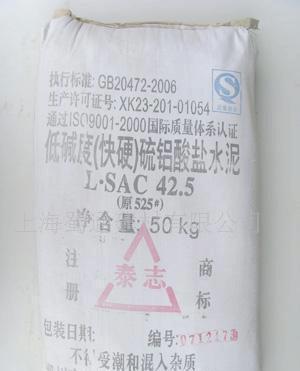 执行标准: GB20472-2006
生产许可证号: XK23-201-01054
通过ISO9001-2000国际质量体系认证
低碱度(快硬)硫铝酸盐水泥
L·SAC 42.5
(原525#)
净含量: 50kg
泰志
注册 商标
包装日期: 编号:
不得受潮和混入杂质